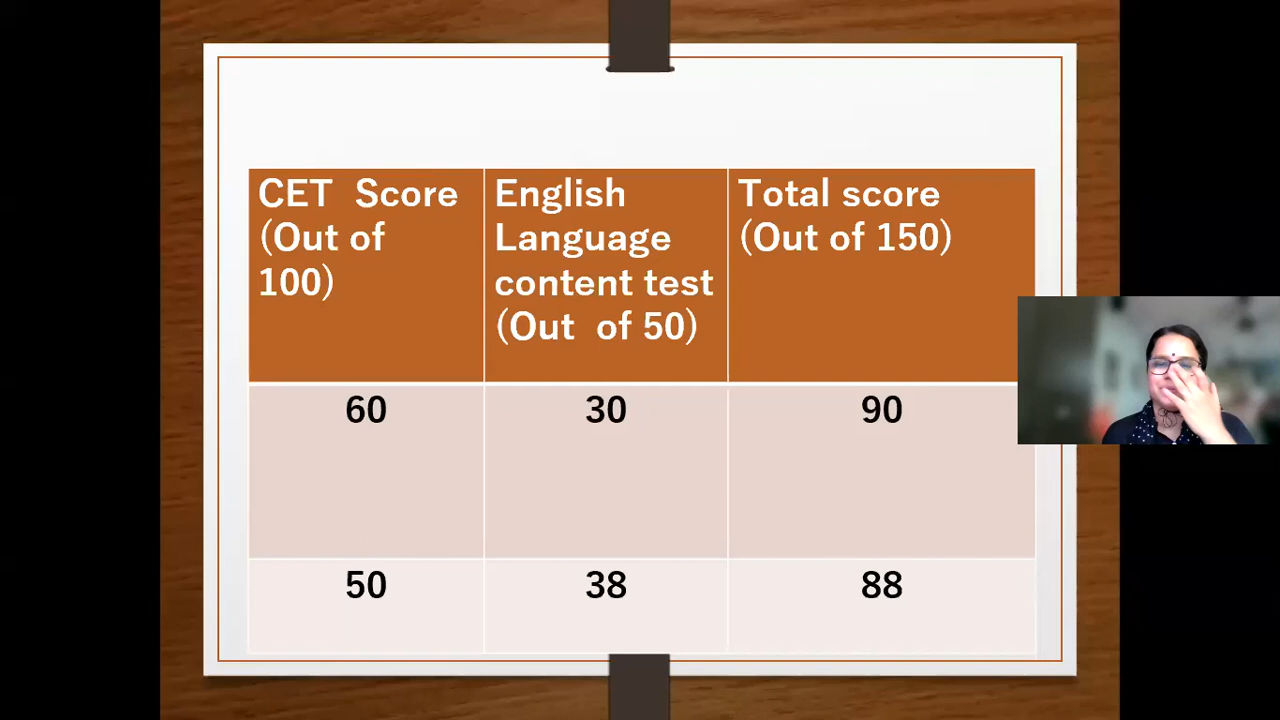 CET  Score
(Out of
100)
English
Language
content test
(Out  of 50)
Total score
(Out of 150)
60
30
90
50
38
88